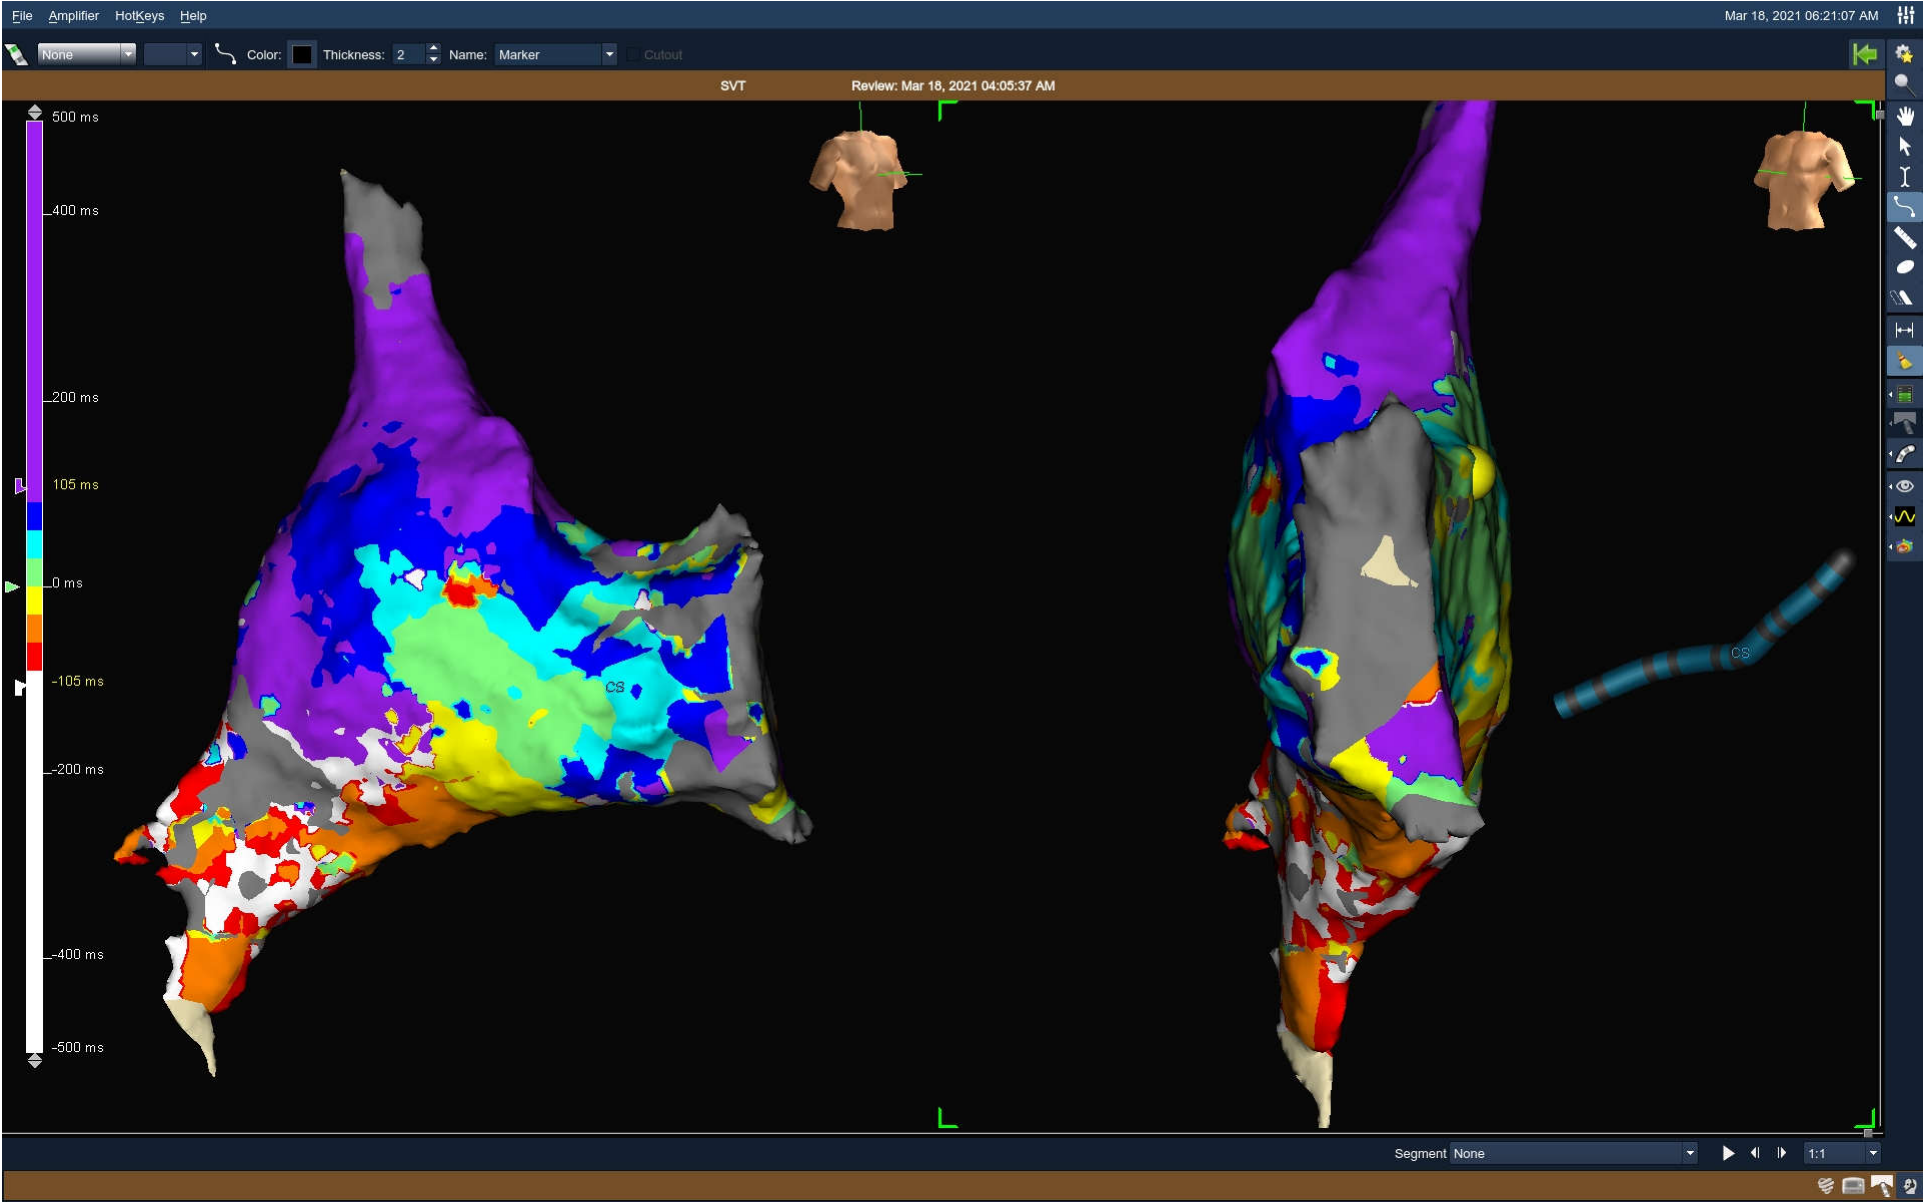 File Amplifier HotKeys Help Mar 18, 2021 06:21:07 AM
None Color: Thickness: 2 Name: Marker Cutout
SVT Review: Mar 18, 2021 04:05:37 AM
500 ms
400 ms
200 ms
105 ms
0 ms
-105 ms
-200 ms
-400 ms
-500 ms
CS
CS
Segment None 1:1